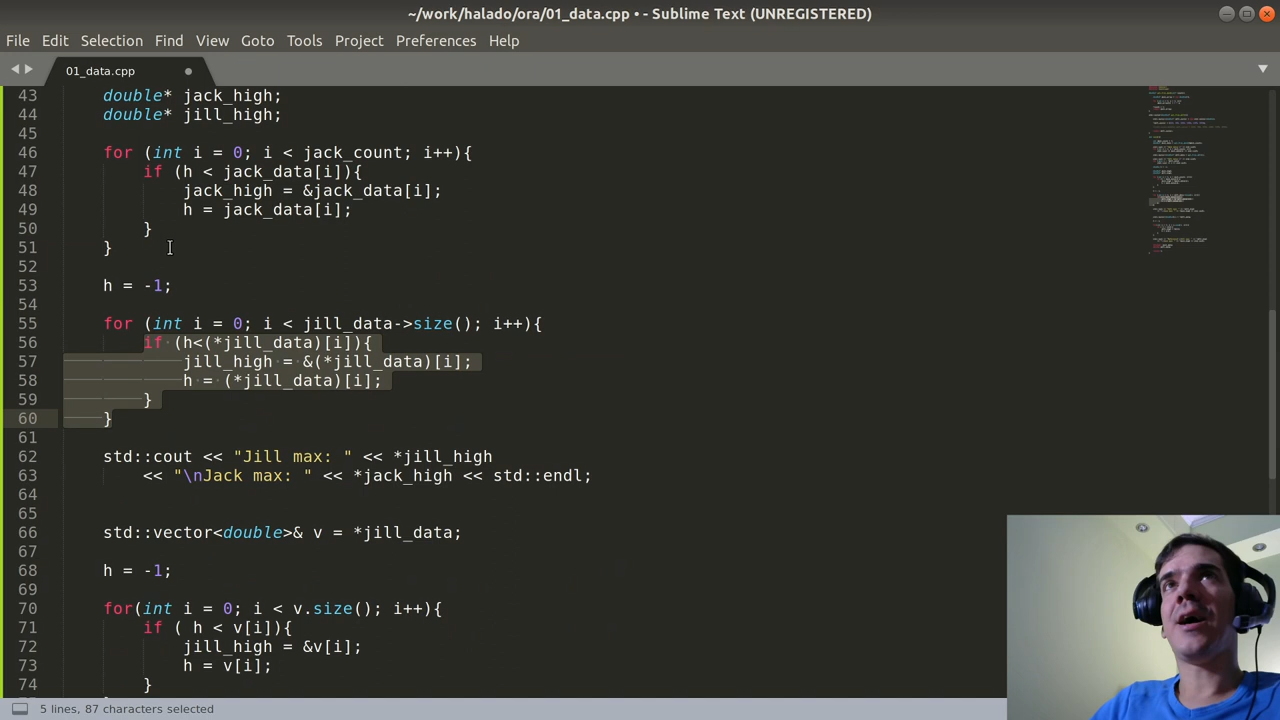 ~/work/halado/ora/01_data.cpp • - Sublime Text (UNREGISTERED)
File Edit Selection Find View Goto Tools Project Preferences Help
01_data.cpp
43 double* jack_high;
44 double* jill_high;
45
46 for (int i = 0; i < jack_count; i++){
47 if (h < jack_data[i]){
48 jack_high = &jack_data[i];
49 h = jack_data[i];
50 }
51 }
52
53 h = -1;
54
55 for (int i = 0; i < jill_data->size(); i++){
56 if (h<(*jill_data)[i]){
57 jill_high = &(*jill_data)[i];
58 h = (*jill_data)[i];
59 }
60 }
61
62 std::cout << "Jill max: " << *jill_high
63 << "\nJack max: " << *jack_high << std::endl;
64
65
66 std::vector<double>& v = *jill_data;
67
68 h = -1;
69
70 for(int i = 0; i < v.size(); i++){
71 if ( h < v[i]){
72 jill_high = &v[i];
73 h = v[i];
74 }
5 lines, 87 characters selected